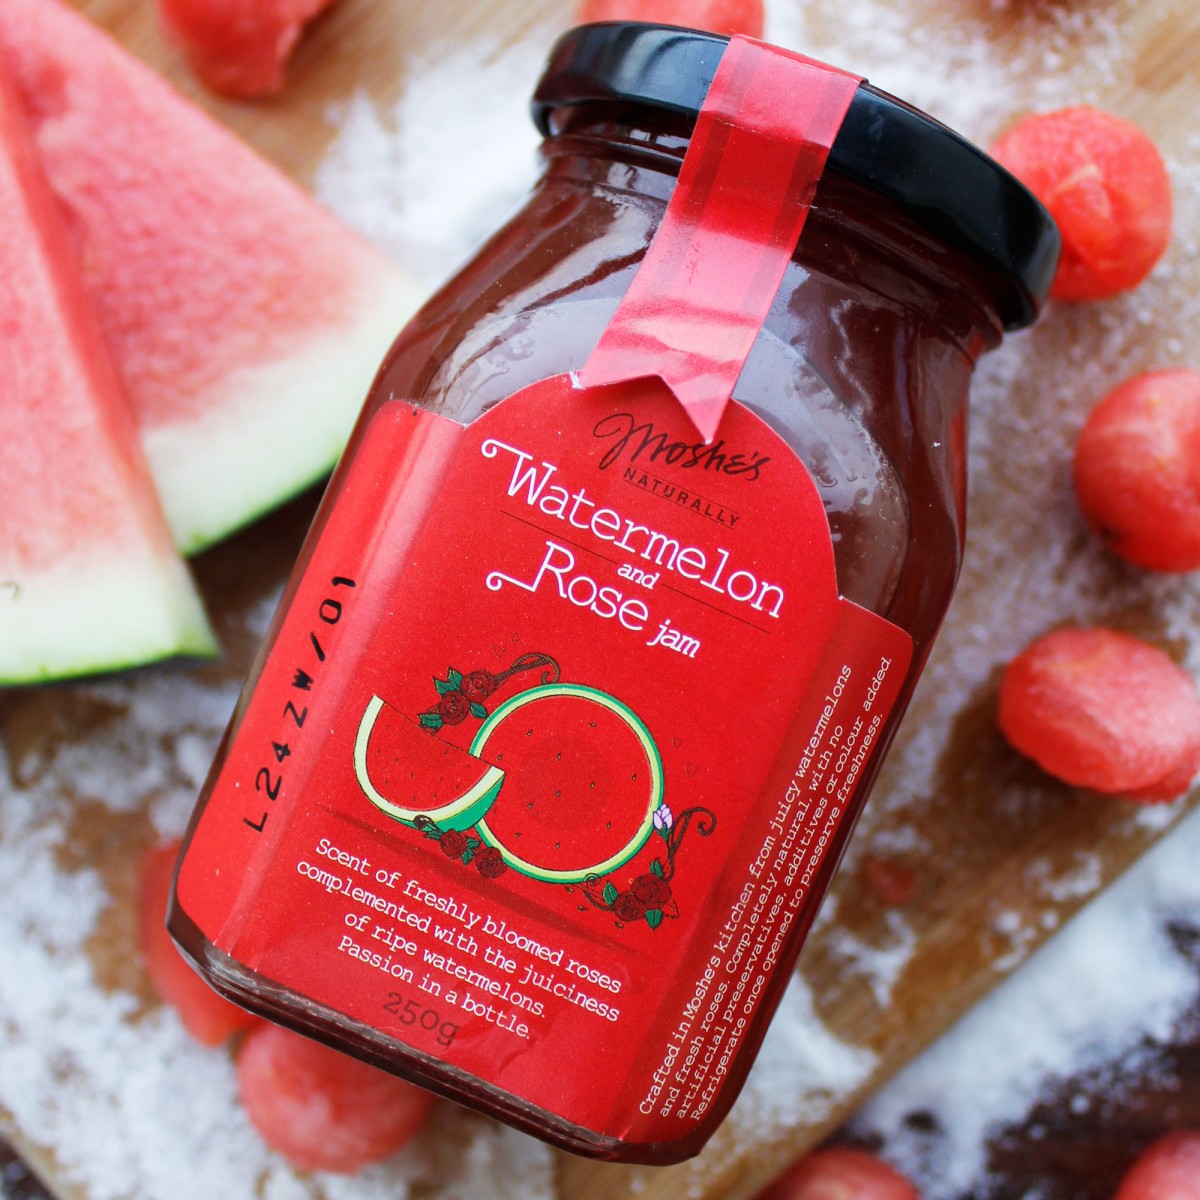 Moshe's
NATURALLY
Watermelon
and
Rose jam
L24ZW/01
Scent of freshly bloomed roses
complemented with the juiciness
of ripe watermelons.
Passion in a bottle.
250g
Crafted in Moshe's kitchen from juicy watermelons
and fresh roses. Completely natural, with no
artificial preservatives, additives or colour added.
Refrigerate once opened to preserve freshness.